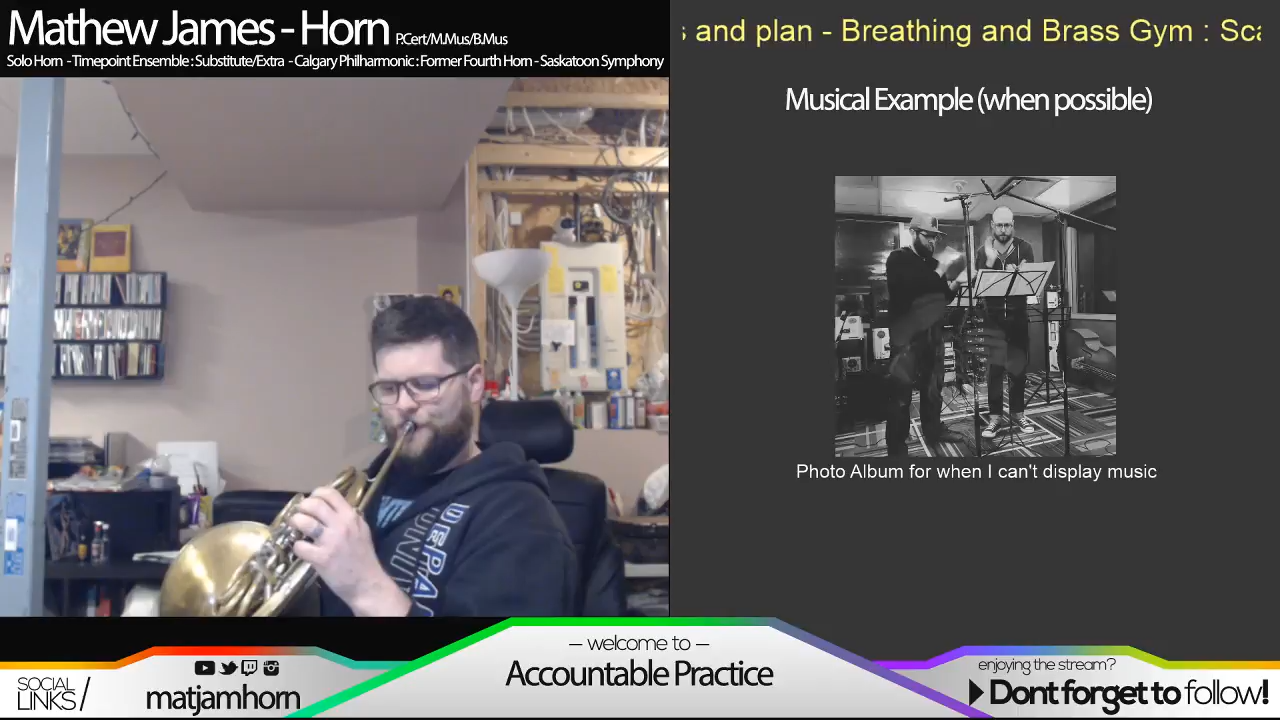 Mathew James - Horn P.Cert/M.Mus/B.Mus
Solo Horn - Timepoint Ensemble : Substitute/Extra - Calgary Philharmonic : Former Fourth Horn - Saskatoon Symphony
and plan - Breathing and Brass Gym :
Musical Example (when possible)
Photo Album for when I can't display music
DEPAUL
— welcome to —
Accountable Practice
SOCIAL
LINKS /
matjamhorn
enjoying the stream?
Dont forget to follow!